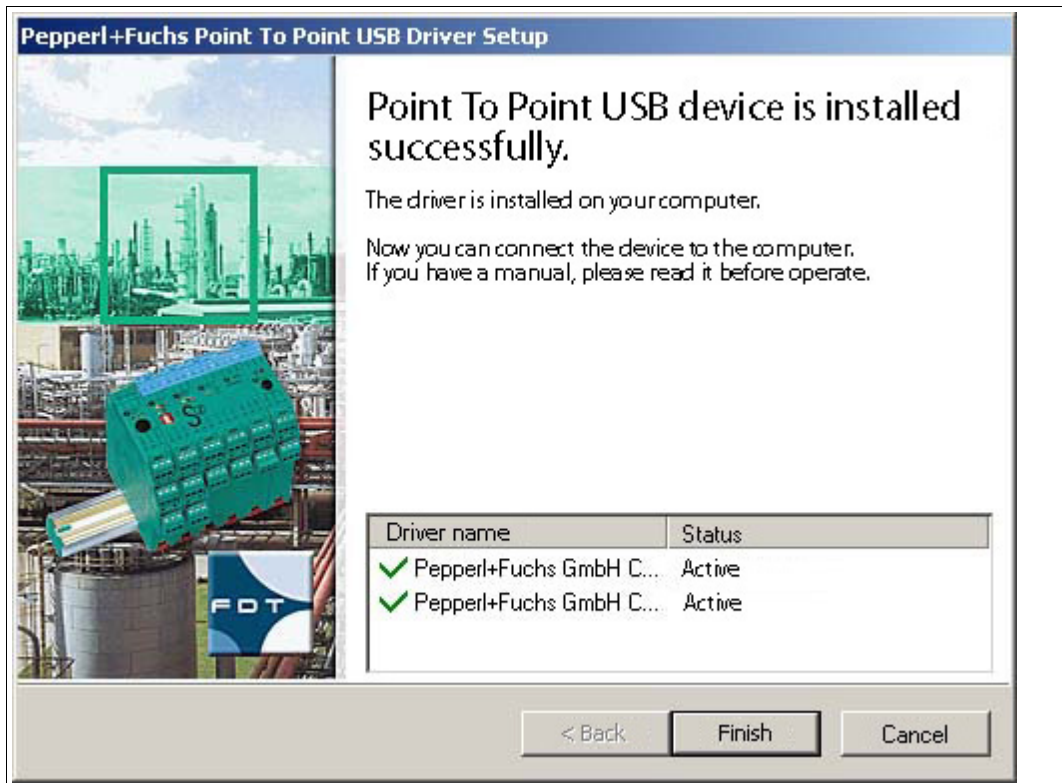 Pepperl+Fuchs Point To Point USB Driver Setup
Point To Point USB device is installed
successfully.
The driver is installed on your computer.
Now you can connect the device to the computer.
If you have a manual, please read it before operate.
Driver name Status
Pepperl+Fuchs GmbH C... Active
Pepperl+Fuchs GmbH C... Active
FDT
< Back Finish Cancel